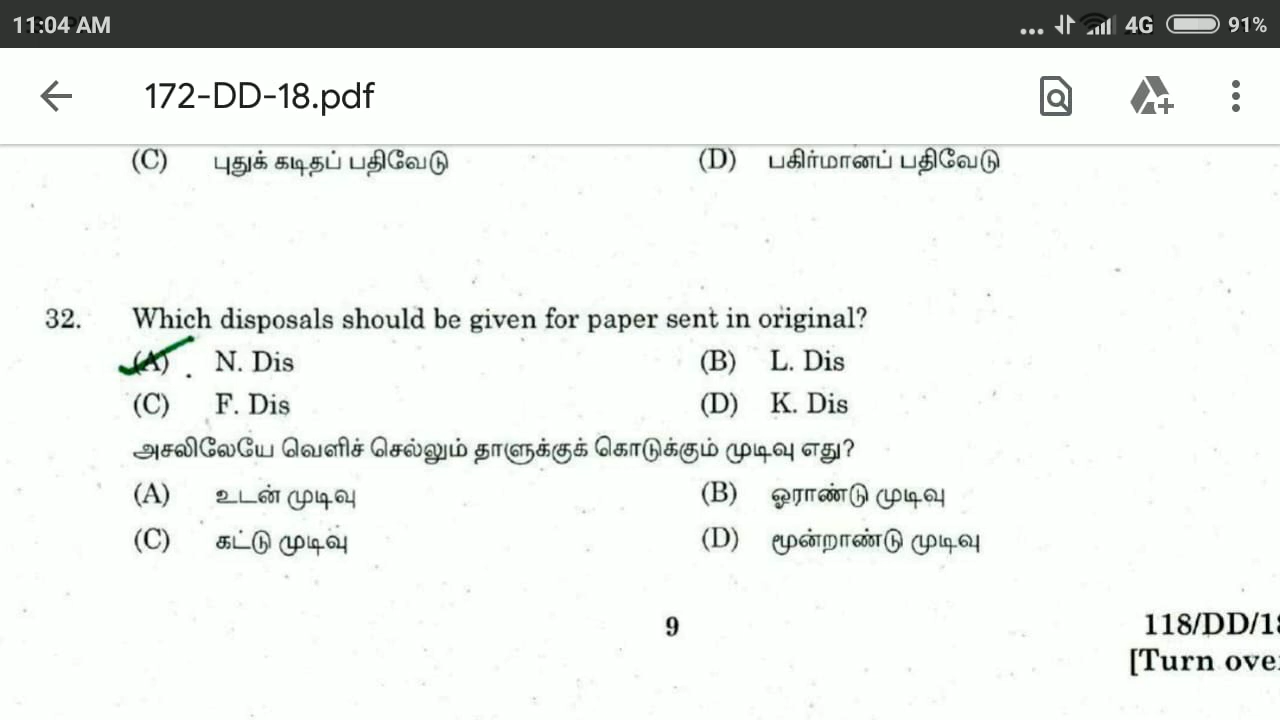 11:04 AM ... 4G 91%
172-DD-18.pdf
(C) புதுக் கடிதப் பதிவேடு (D) பகிர்மானப் பதிவேடு
32. Which disposals should be given for paper sent in original?
(A) N. Dis (B) L. Dis
(C) F. Dis (D) K. Dis
அசலிலேயே வெளிச் செல்லும் தாளுக்குக் கொடுக்கும் முடிவு எது?
(A) உடன் முடிவு (B) ஓராண்டு முடிவு
(C) கட்டு முடிவு (D) மூன்றாண்டு முடிவு
9
118/DD/18
[Turn over